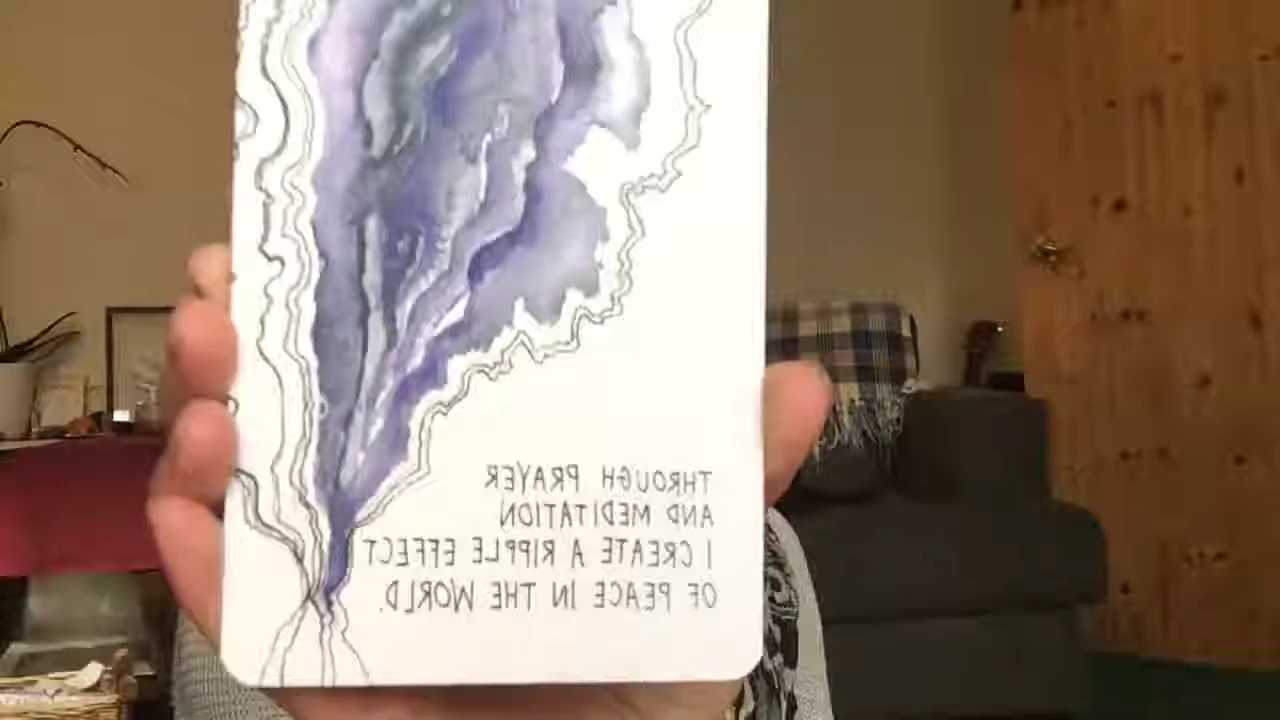 THROUGH PRAYER
AND MEDITATION
I CREATE A RIPPLE EFFECT
OF PEACE IN THE WORLD.